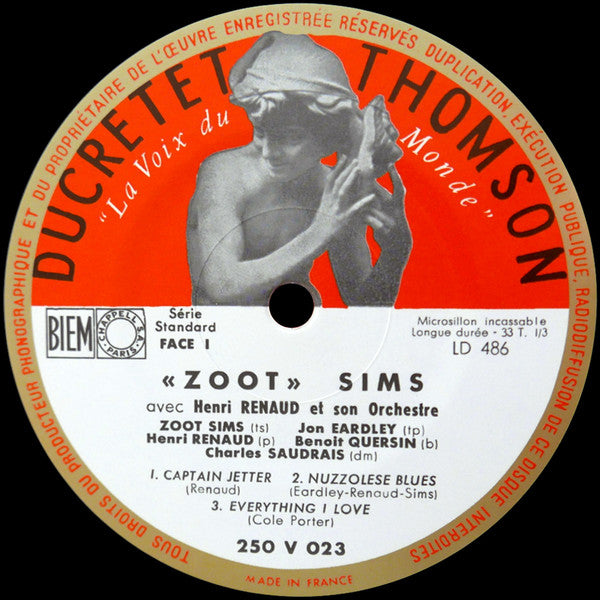 TOUS DROITS DU PRODUCTEUR PHONOGRAPHIQUE ET DU PROPRIÉTAIRE DE L'ŒUVRE ENREGISTRÉE RÉSERVÉS DUPLICATION EXÉCUTION PUBLIQUE, RADIODIFFUSION DE CE DISQUE INTERDITES
DUCRETET THOMSON
"La Voix du Monde"
BIEM
CHAPPELL S.A.
PARIS
Série
Standard
FACE 1
Microsillon incassable
Longue durée - 33 T. 1/3
LD 486
«ZOOT» SIMS
avec Henri RENAUD et son Orchestre
ZOOT SIMS (ts) Jon EARDLEY (tp)
Henri RENAUD (p) Benoit QUERSIN (b)
Charles SAUDRAIS (dm)
1. CAPTAIN JETTER 2. NUZZOLESE BLUES
(Renaud) (Eardley-Renaud-Sims)
3. EVERYTHING I LOVE
(Cole Porter)
250 V 023
MADE IN FRANCE